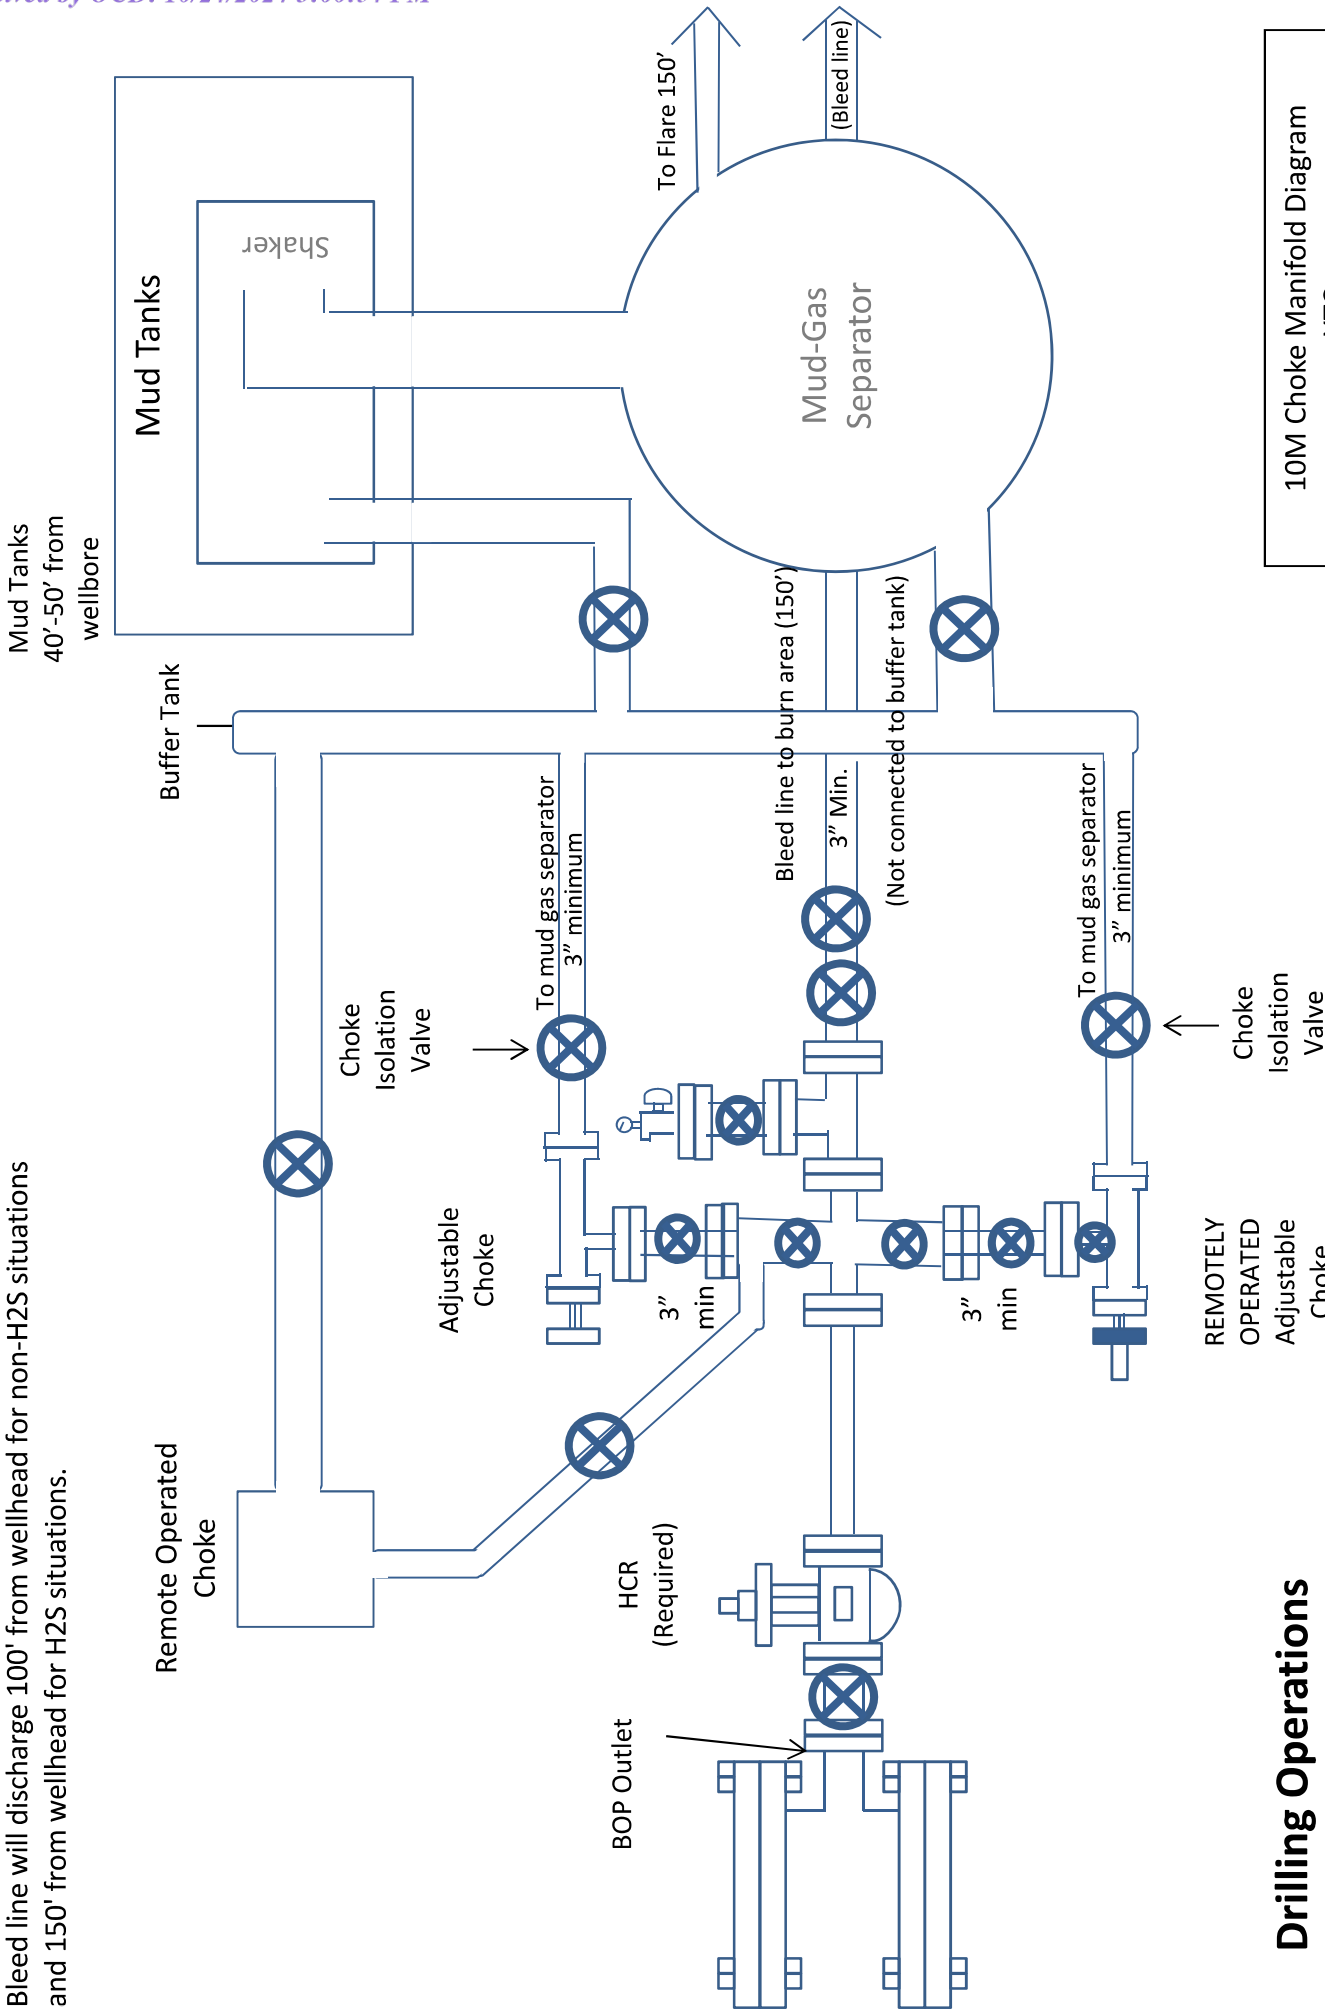 Bleed line will discharge 100' from wellhead for non-H2S situations
and 150' from wellhead for H2S situations.
Mud Tanks
40’-50’ from
wellbore
Mud Tanks
Shaker
Buffer Tank
Remote Operated
Choke
Choke
Isolation
Valve
Adjustable
Choke
To mud gas separator
3” minimum
To Flare 150’
(Bleed line)
Mud-Gas
Separator
Bleed line to burn area (150’)
3” Min.
(Not connected to buffer tank)
HCR
(Required)
BOP Outlet
3”
min
3”
min
To mud gas separator
3” minimum
Choke
Isolation
Valve
REMOTELY
OPERATED
Adjustable
Choke
Drilling Operations
10M Choke Manifold Diagram